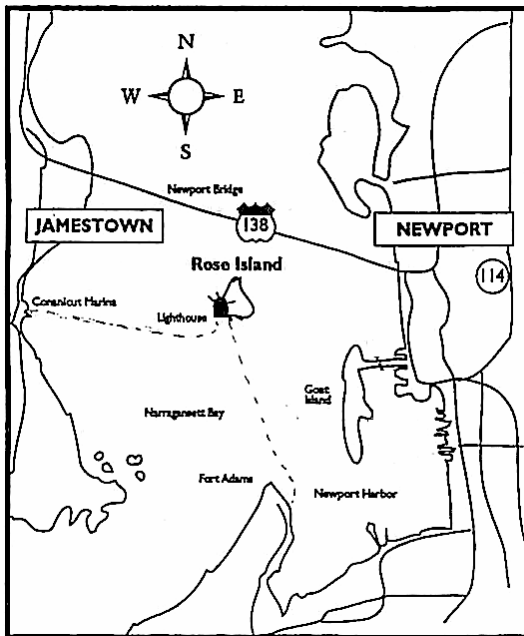 N
W E
S
Newport Bridge
JAMESTOWN
138
NEWPORT
Rose Island
114
Conanicut Marina
Lighthouse
Goat
Island
Narragansett Bay
Fort Adams
Newport Harbor